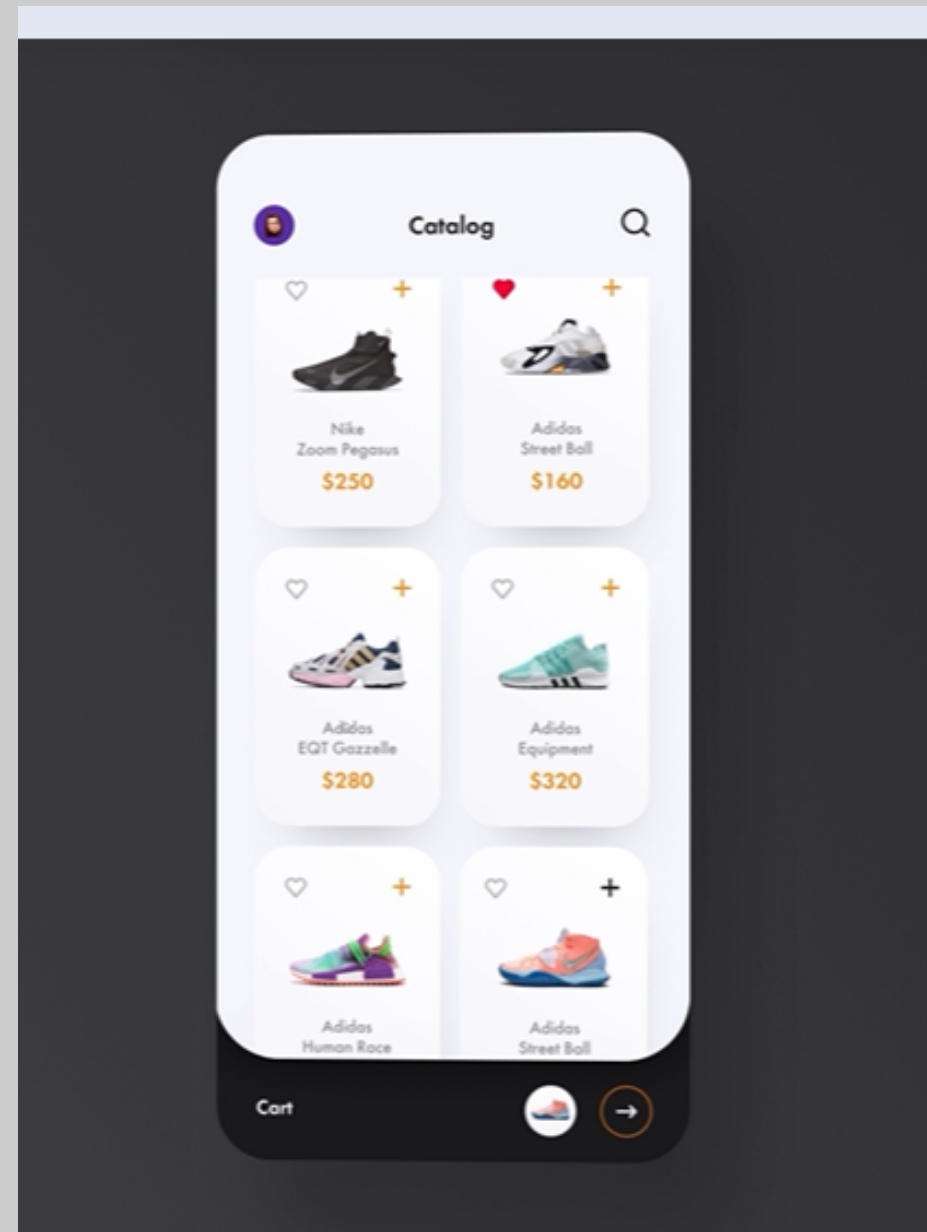 Catalog
Nike
Zoom Pegasus
$250
Adidas
Street Ball
$160
Adidas
EQT Gazzelle
$280
Adidas
Equipment
$320
Adidas
Human Race
Adidas
Street Ball
Cart